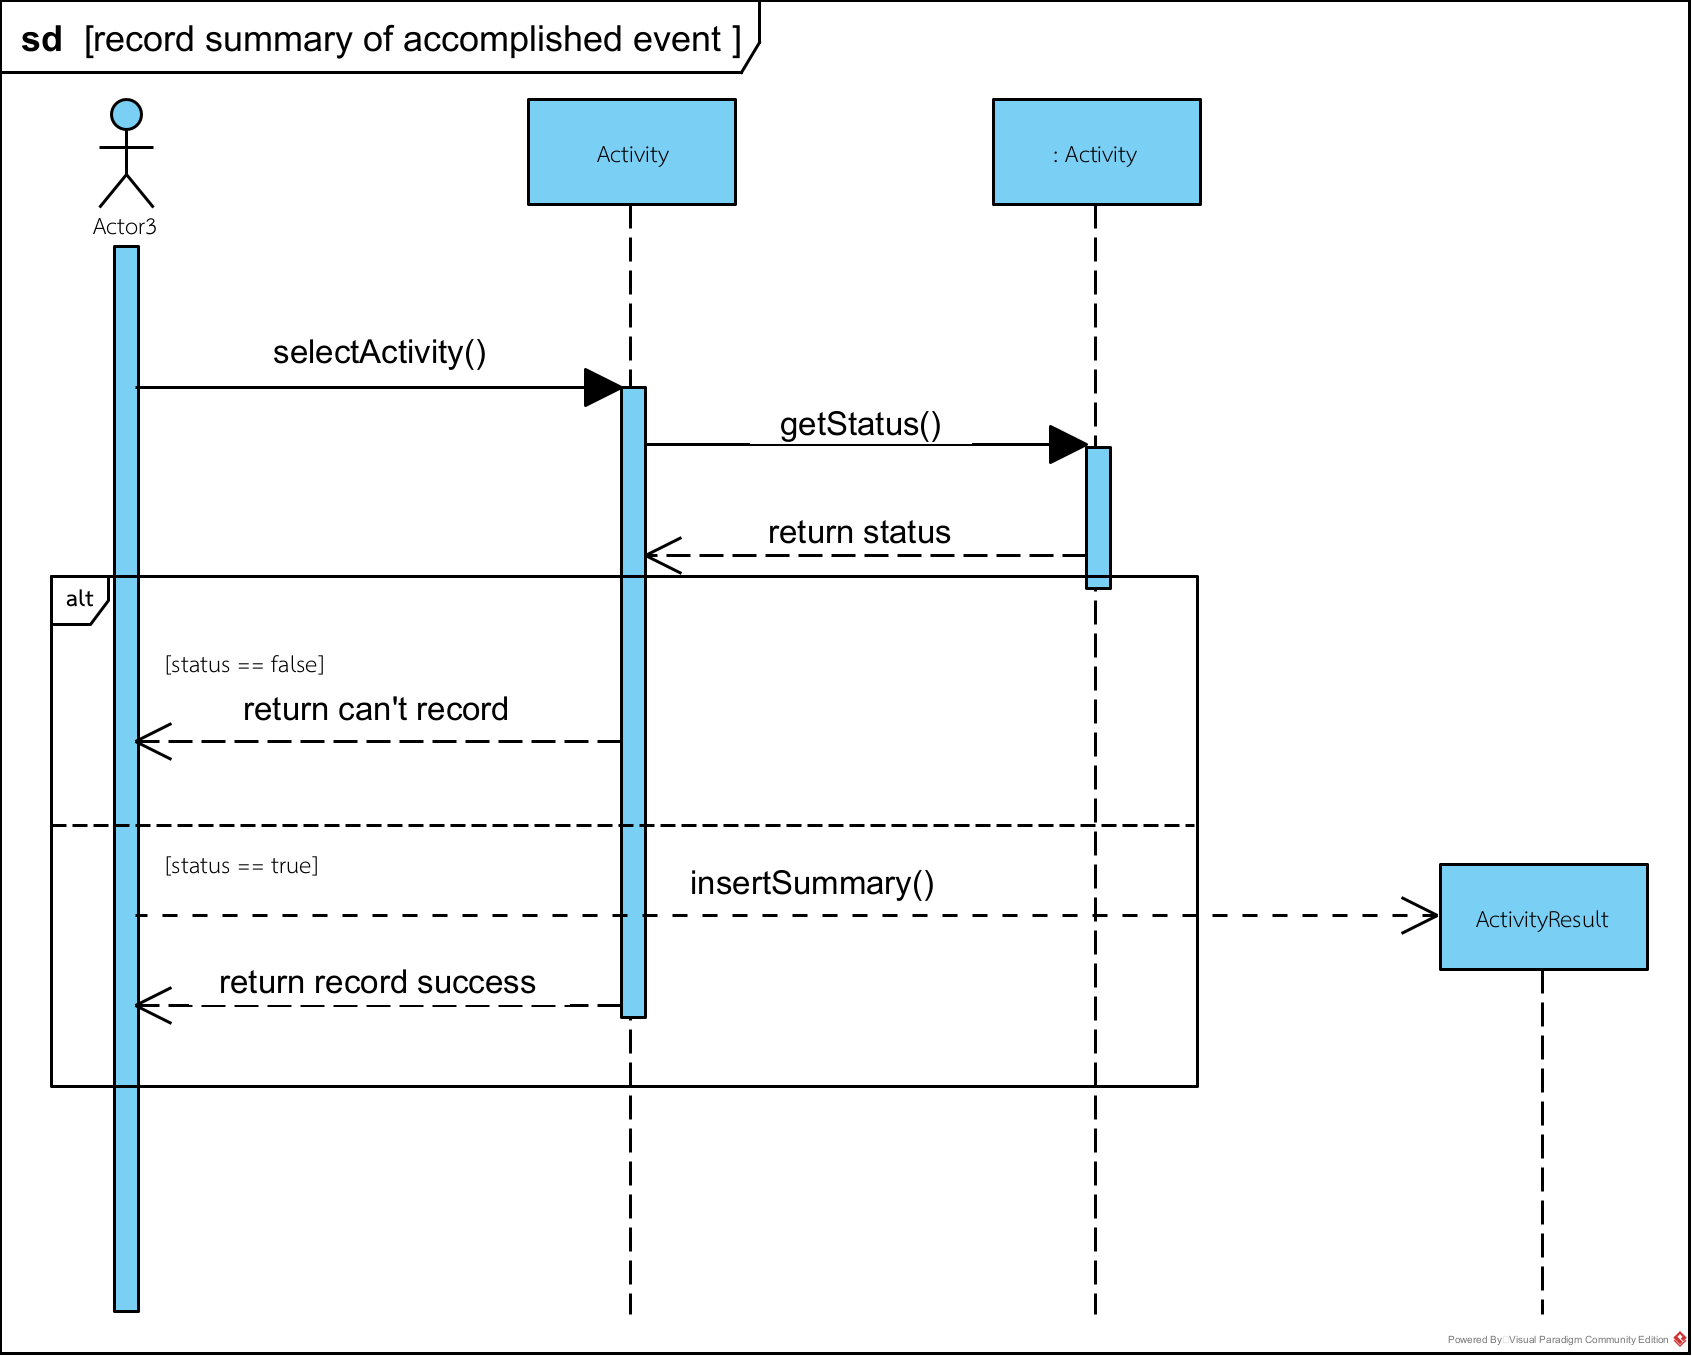 sd [record summary of accomplished event ]
Actor3
Activity
: Activity
selectActivity()
getStatus()
return status
alt
[status == false]
return can't record
[status == true]
insertSummary()
ActivityResult
return record success
Powered By Visual Paradigm Community Edition